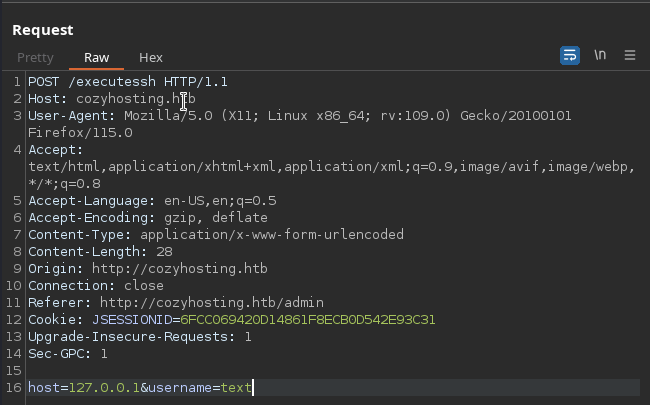 Request
Pretty Raw Hex \n
1 POST /executessh HTTP/1.1
2 Host: cozyhosting.htb
3 User-Agent: Mozilla/5.0 (X11; Linux x86_64; rv:109.0) Gecko/20100101
Firefox/115.0
4 Accept:
text/html,application/xhtml+xml,application/xml;q=0.9,image/avif,image/webp,
*/*;q=0.8
5 Accept-Language: en-US,en;q=0.5
6 Accept-Encoding: gzip, deflate
7 Content-Type: application/x-www-form-urlencoded
8 Content-Length: 28
9 Origin: http://cozyhosting.htb
10 Connection: close
11 Referer: http://cozyhosting.htb/admin
12 Cookie: JSESSIONID=6FCC069420D14861F8ECB0D542E93C31
13 Upgrade-Insecure-Requests: 1
14 Sec-GPC: 1
15
16 host=127.0.0.1&username=text